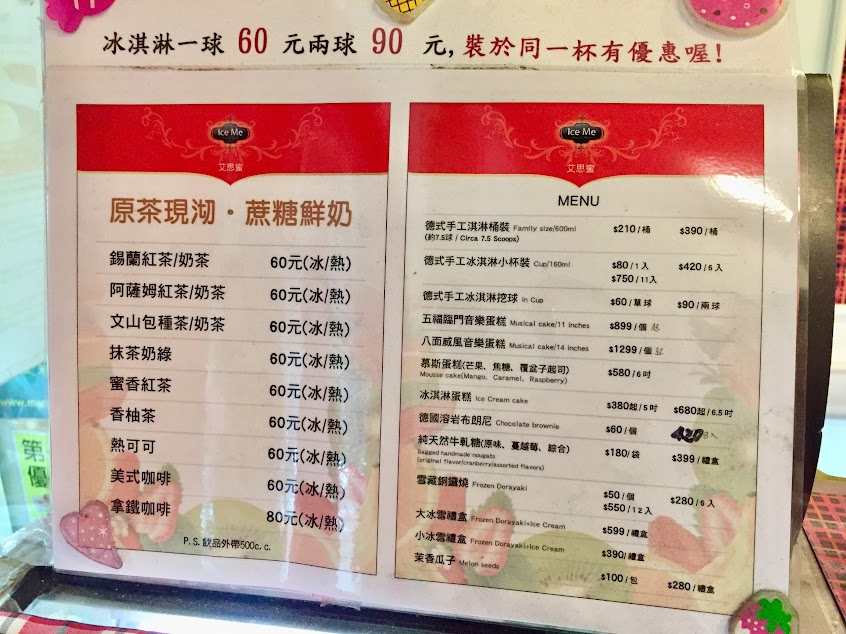 冰淇淋一球 60 元兩球 90 元, 裝於同一杯有優惠喔!
Ice Me
艾思蜜
原茶現沏・蔗糖鮮奶
錫蘭紅茶/奶茶 60元(冰/熱)
阿薩姆紅茶/奶茶 60元(冰/熱)
文山包種茶/奶茶 60元(冰/熱)
抹茶奶綠 60元(冰/熱)
蜜香紅茶 60元(冰/熱)
香柚茶 60元(冰/熱)
熱可可 60元(冰/熱)
美式咖啡 60元(冰/熱)
拿鐵咖啡 80元(冰/熱)
P.S. 飲品外帶500c.c.
Ice Me
艾思蜜
MENU
德式手工淇淋桶裝 Family size/600ml $210/桶 $390/桶
(約7.5球 / Circa 7.5 Scoops)
德式手工冰淇淋小杯裝 Cup/160ml $80/1入 $420/6入
$750/11入
德式手工冰淇淋挖球 In Cup $60/單球 $90/兩球
五福臨門音樂蛋糕 Musical cake/11 inches $899/個 起
八面威風音樂蛋糕 Musical cake/14 inches $1299/個 起
慕斯蛋糕(芒果、焦糖、覆盆子起司) $580/6吋
Mousse cake(Mango、Caramel、Raspberry)
冰淇淋蛋糕 Ice Cream cake $380起/5吋 $680起/6.5吋
德國溶岩布朗尼 Chocolate brownie $60/個 420
純天然牛軋糖(原味、蔓越莓、綜合) $180/袋 $399/禮盒
Bagged handmade nougats
(original flavor/cranberry/assorted flavors)
雪藏銅鑼燒 Frozen Dorayaki $50/個 $280/6入
$550/12入
大冰雪禮盒 Frozen Dorayaki+Ice Cream $599/禮盒
小冰雪禮盒 Frozen Dorayaki+Ice Cream $390/禮盒
茉香瓜子 Melon seeds $100/包 $280/禮盒
第
優